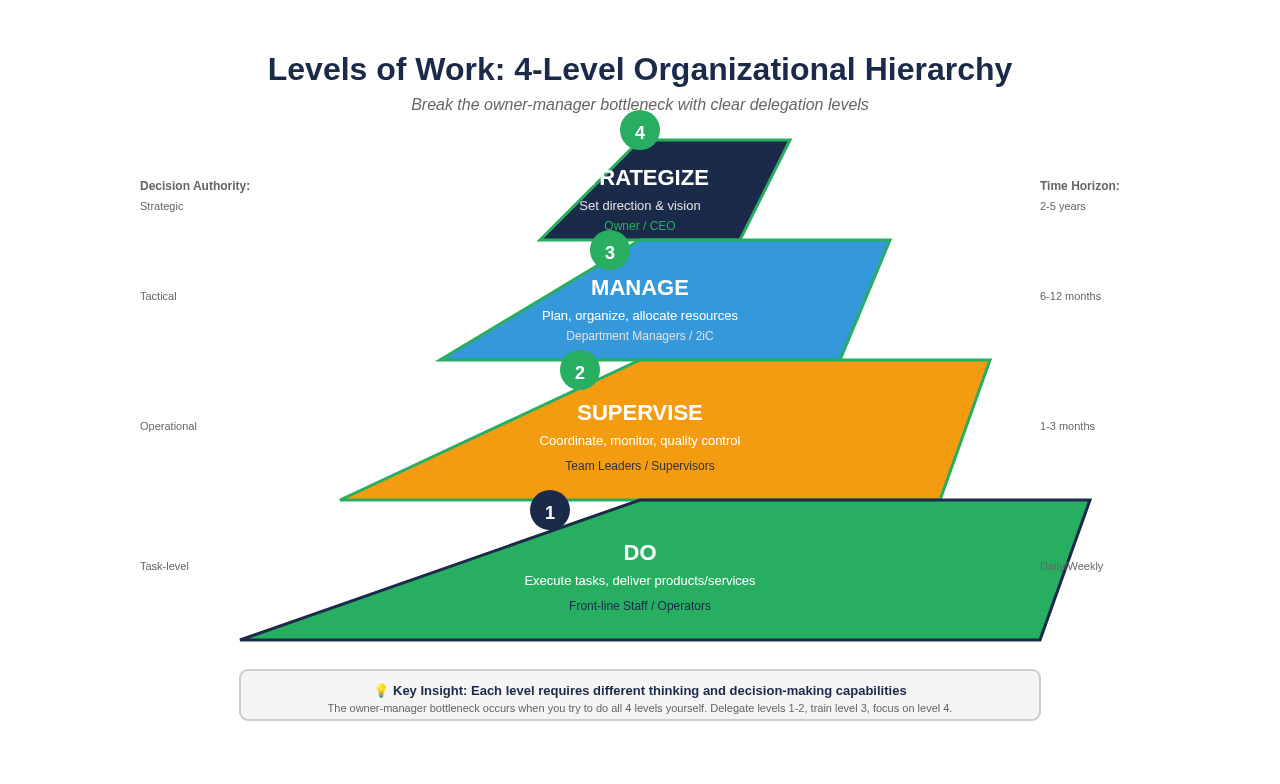 Levels of Work: 4-Level Organizational Hierarchy
Break the owner-manager bottleneck with clear delegation levels
4
Decision Authority:
Strategic
RATEGIZE
Set direction & vision
Owner / CEO
Time Horizon:
2-5 years
3
MANAGE
Plan, organize, allocate resources
Department Managers / 2iC
Tactical
6-12 months
2
SUPERVISE
Coordinate, monitor, quality control
Team Leaders / Supervisors
Operational
1-3 months
1
DO
Execute tasks, deliver products/services
Front-line Staff / Operators
Task-level
Daily-Weekly
💡 Key Insight: Each level requires different thinking and decision-making capabilities
The owner-manager bottleneck occurs when you try to do all 4 levels yourself. Delegate levels 1-2, train level 3, focus on level 4.